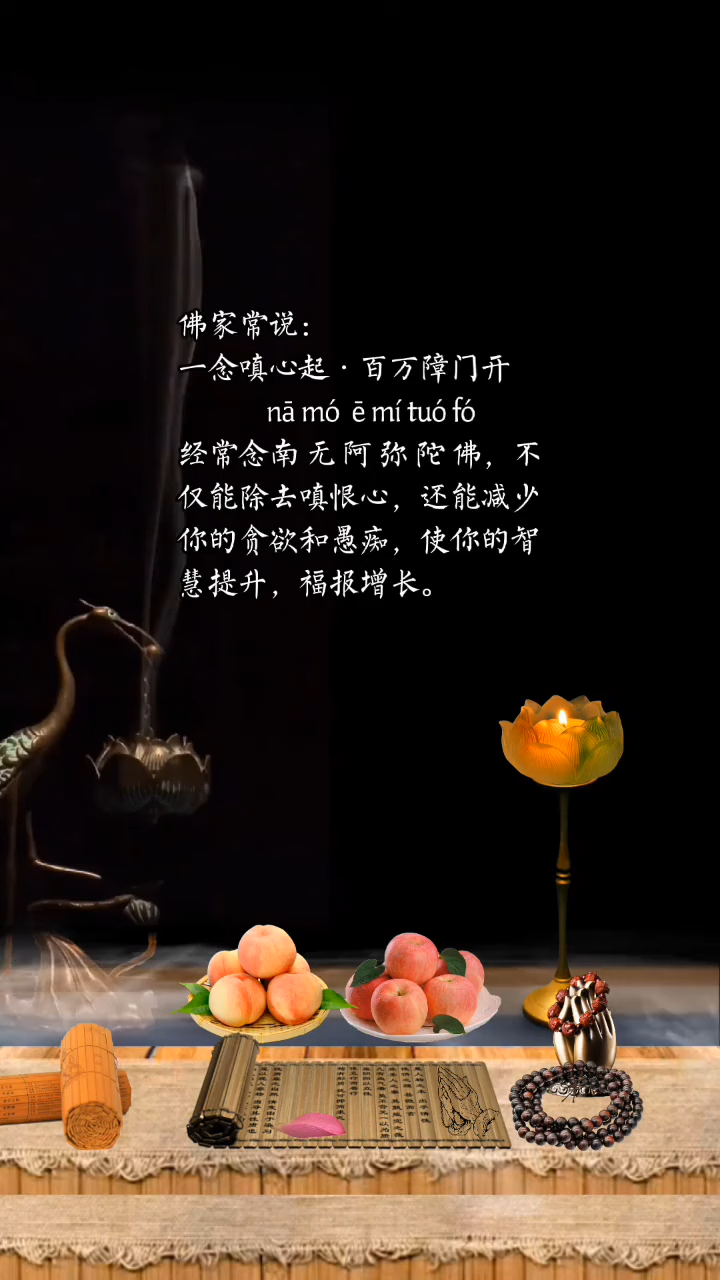 佛家常说：
一念嗔心起·百万障门开
nā mó ē mí tuó fó
经常念南无阿弥陀佛，不
仅能除去嗔恨心，还能减少
你的贪欲和愚痴，使你的智
慧提升，福报增长。